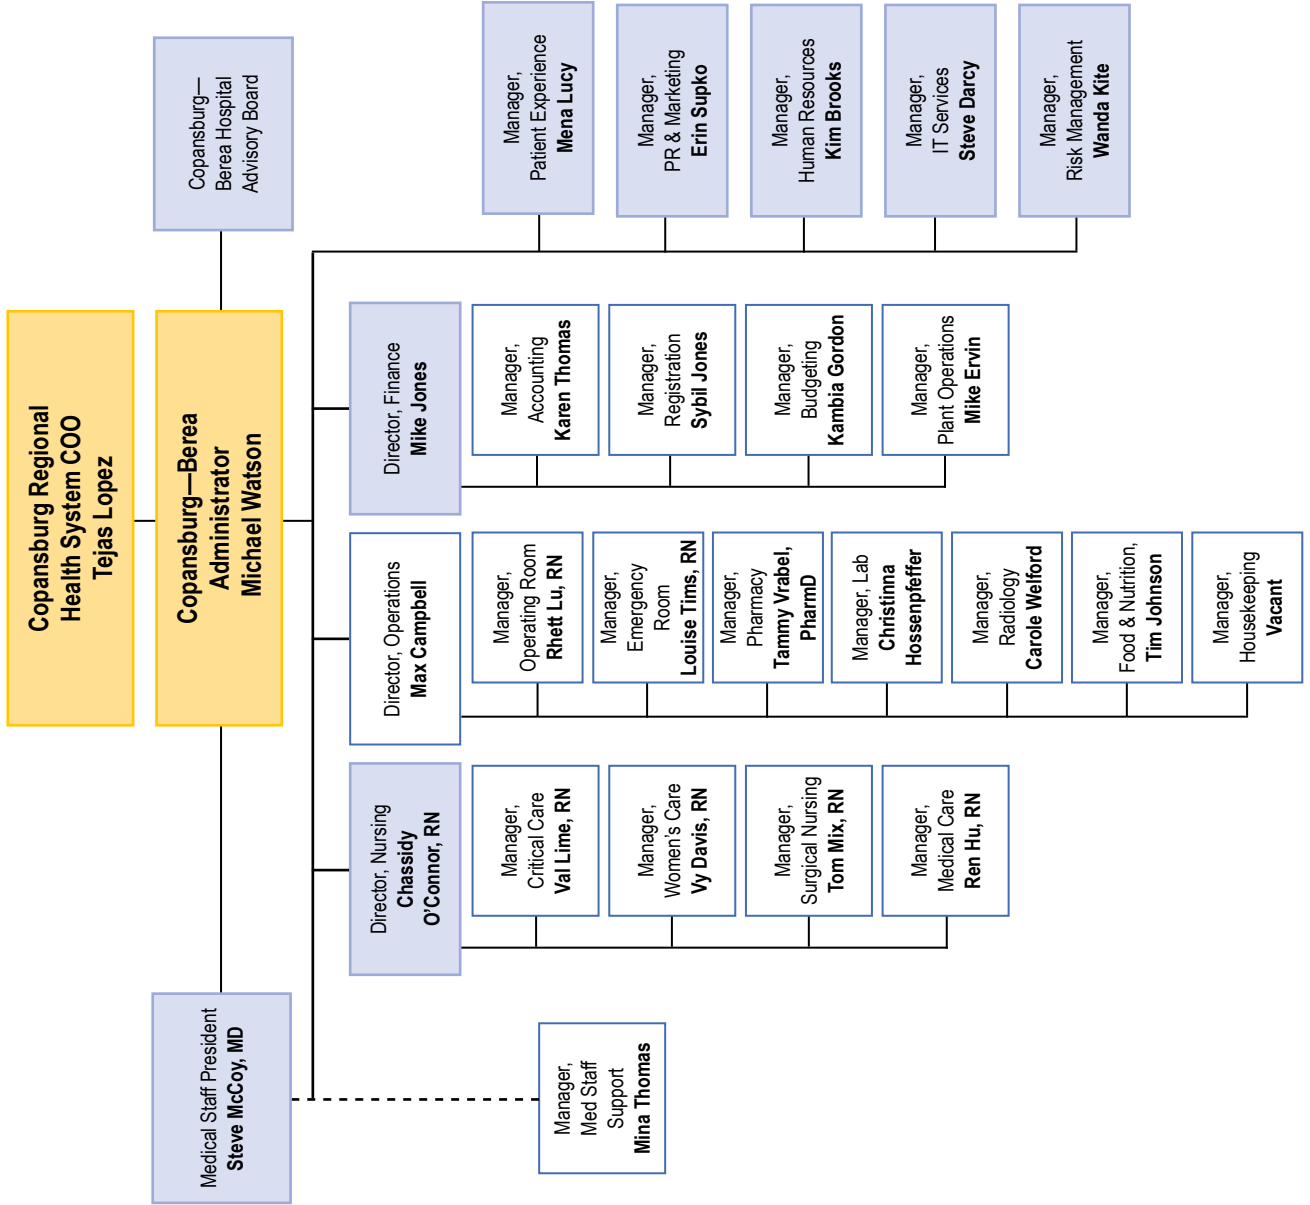 Copansburg Regional
Health System COO
Tejas Lopez
Copansburg—Berea
Administrator
Michael Watson
Medical Staff President
Steve McCoy, MD
Copansburg—
Berea Hospital
Advisory Board
Director, Nursing
Chassidy
O'Connor, RN
Director, Operations
Max Campbell
Director, Finance
Mike Jones
Manager,
Med Staff
Support
Mina Thomas
Manager,
Critical Care
Val Lime, RN
Manager,
Women's Care
Vy Davis, RN
Manager,
Surgical Nursing
Tom Mix, RN
Manager,
Medical Care
Ren Hu, RN
Manager,
Operating Room
Rhett Lu, RN
Manager,
Emergency
Room
Louise Tims, RN
Manager,
Pharmacy
Tammy Vrabel,
PharmD
Manager, Lab
Christinna
Hossenpfeffer
Manager,
Radiology
Carole Welford
Manager,
Food & Nutrition,
Tim Johnson
Manager,
Housekeeping
Vacant
Manager,
Accounting
Karen Thomas
Manager,
Registration
Sybil Jones
Manager,
Budgeting
Kambia Gordon
Manager,
Plant Operations
Mike Ervin
Manager,
Patient Experience
Mena Lucy
Manager,
PR & Marketing
Erin Supko
Manager,
Human Resources
Kim Brooks
Manager,
IT Services
Steve Darcy
Manager,
Risk Management
Wanda Kite